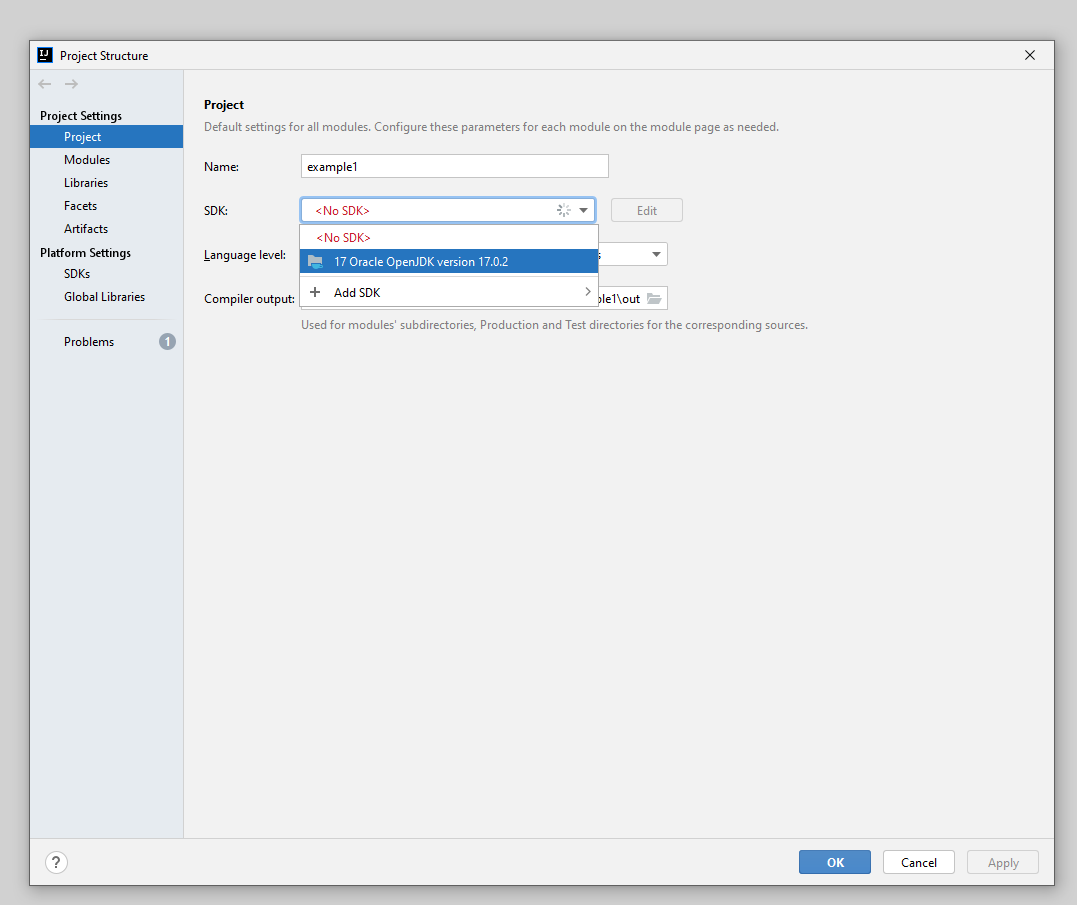 IJ
Project Structure
Project Settings
Project
Modules
Libraries
Facets
Artifacts
Platform Settings
SDKs
Global Libraries
Problems 1
Project
Default settings for all modules. Configure these parameters for each module on the module page as needed.
Name: example1
SDK: <No SDK> Edit
<No SDK>
Language level:
17 Oracle OpenJDK version 17.0.2
+ Add SDK
Compiler output: ple1\out
Used for modules' subdirectories, Production and Test directories for the corresponding sources.
? OK Cancel Apply